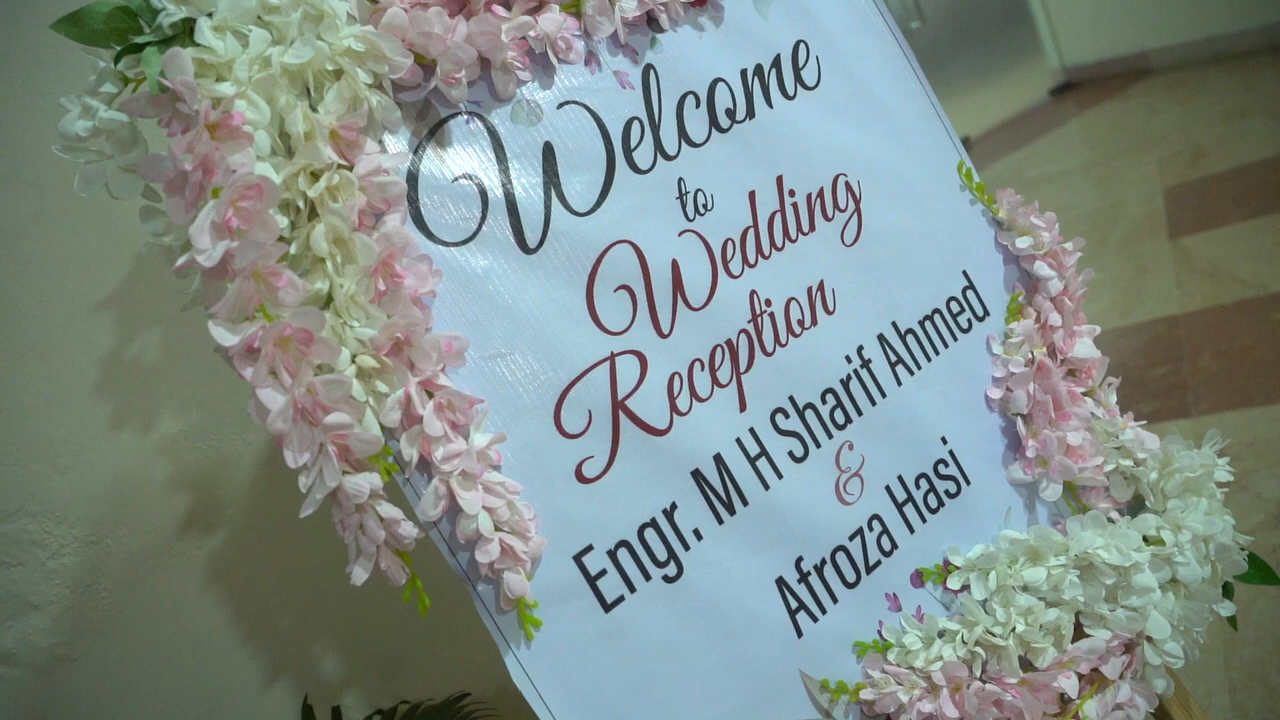 Welcome
to
Wedding
Reception
Engr. M H Sharif Ahmed
&
Afroza Hasi